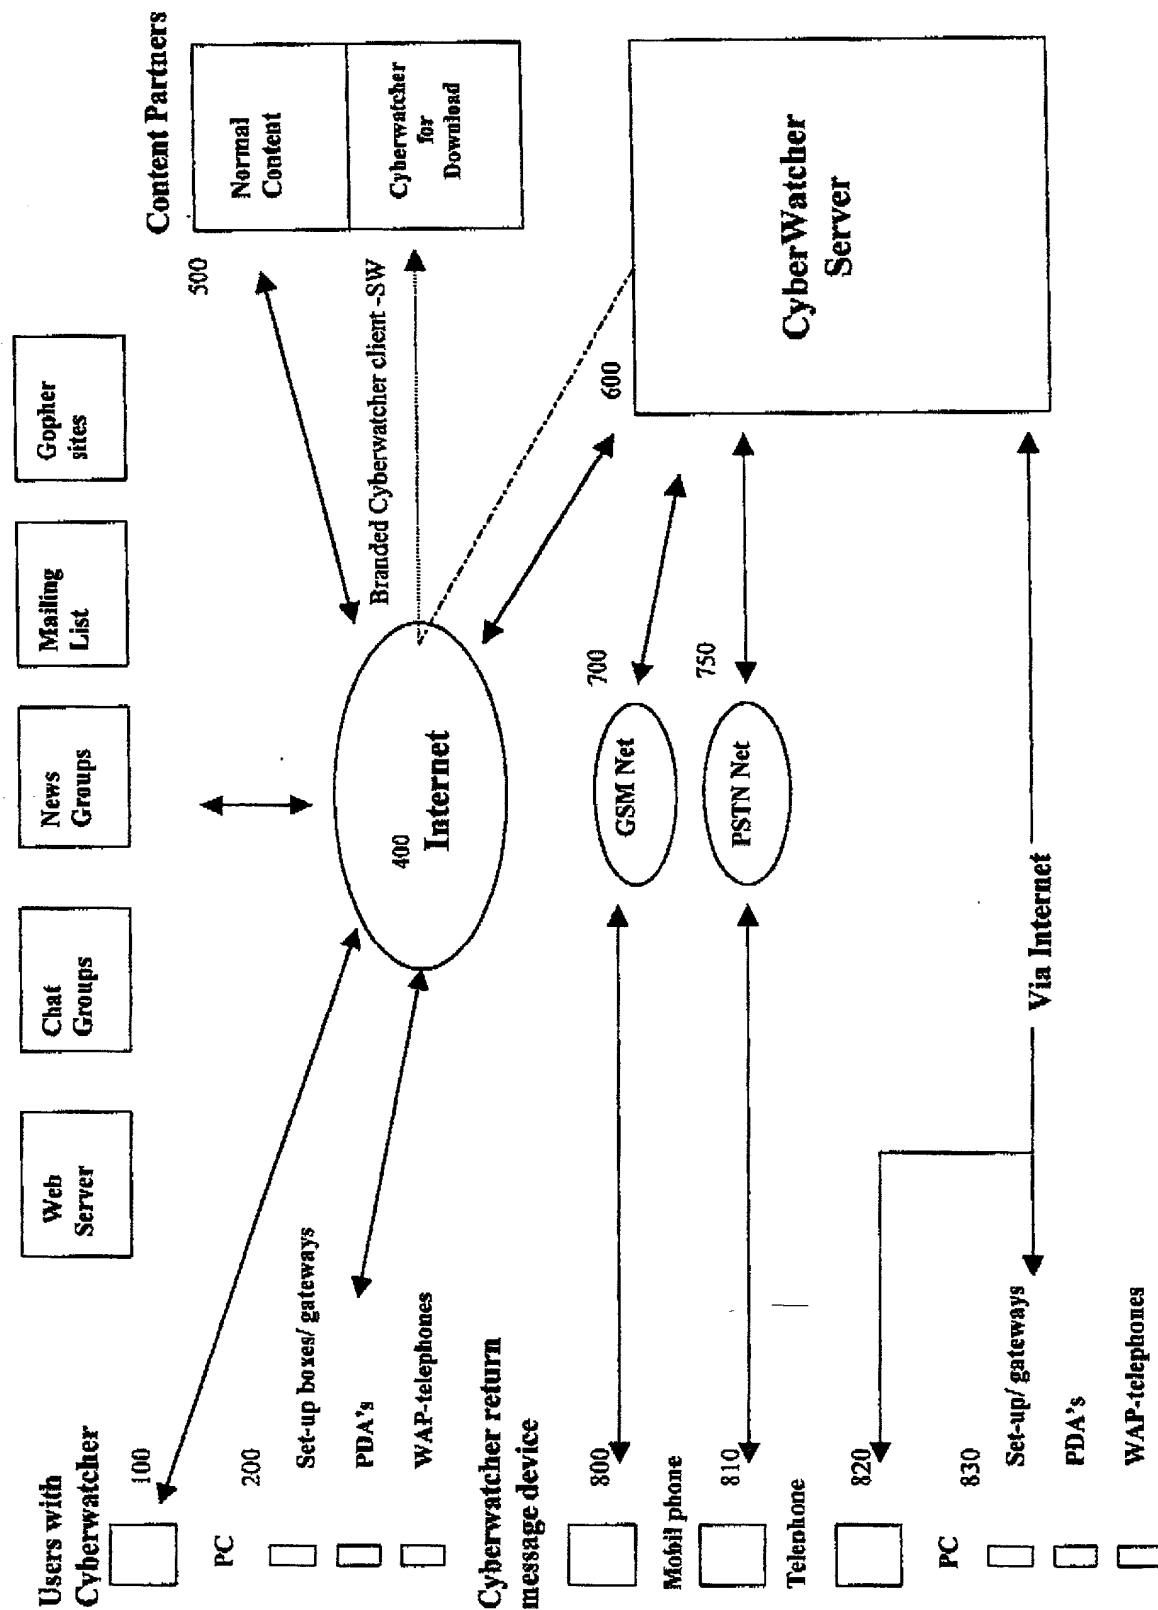 Users with
Cyberwatcher
100
PC
200
Set-up boxes/ gateways
PDA's
WAP-telephones
Cyberwatcher return
message device
800
Mobil phone
810
Telephone
820
PC
830
Set-up/ gateways
PDA's
WAP-telephones
Web
Server
Chat
Groups
News
Groups
Mailing
List
Gopher
sites
400
Internet
GSM Net
700
PSTN Net
750
Via Internet
Branded Cyberwatcher client -SW
500
Content Partners
Normal
Content
Cyberwatcher
for
Download
600
CyberWatcher
Server